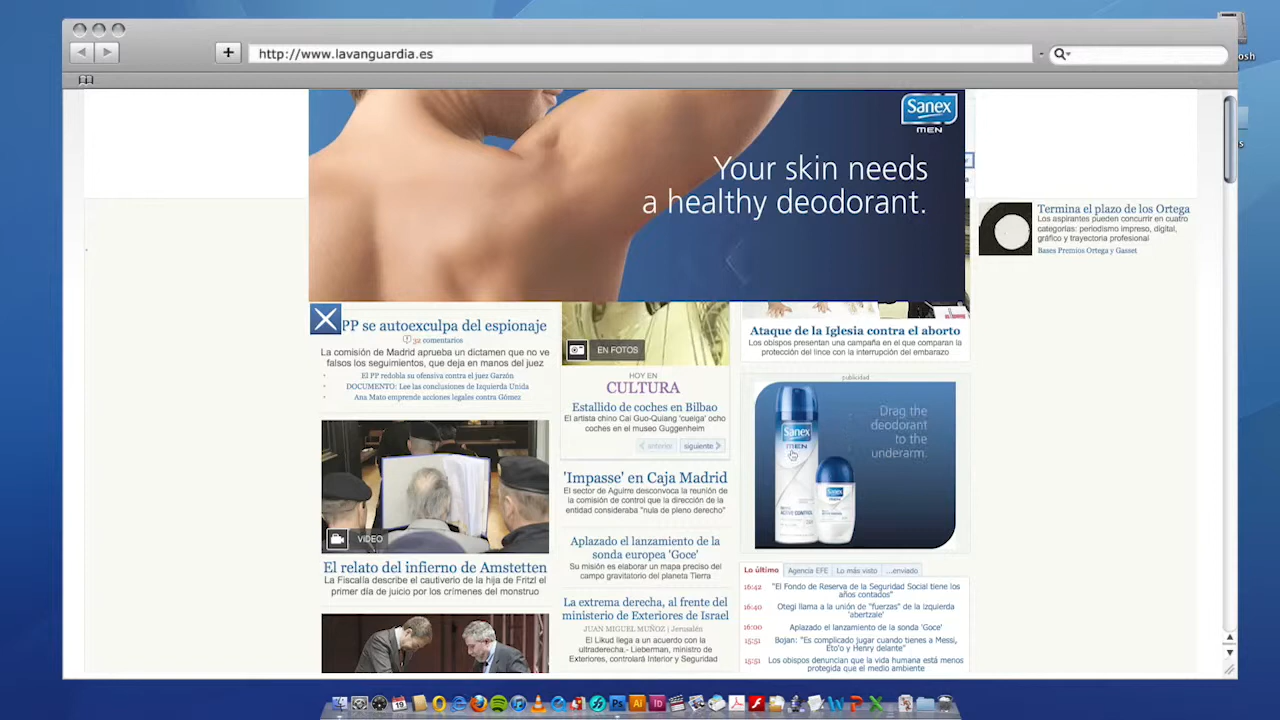 osh
http://www.lavanguardia.es
s
Sanex
MEN
Your skin needs
a healthy deodorant.
Termina el plazo de los Ortega
Los aspirantes pueden concurrir en cuatro
categorías: periodismo impreso, digital,
gráfico y trayectoria profesional
Bases Premios Ortega y Gasset
PP se autoexculpa del espionaje
32 comentarios
La comisión de Madrid aprueba un dictamen que no ve
falsos los seguimientos, que deja en manos del juez
El PP redobla su ofensiva contra el juez Garzón
DOCUMENTO: Lee las conclusiones de Izquierda Unida
Ana Mato emprende acciones legales contra Gómez
VIDEO
El relato del infierno de Amstetten
La Fiscalía describe el cautiverio de la hija de Fritzl el
primer día de juicio por los crímenes del monstruo
EN FOTOS
HOY EN
CULTURA
Estallido de coches en Bilbao
El artista chino Cai Guo-Qiang 'cuelga' ocho
coches en el museo Guggenheim
anterior
siguiente
'Impasse' en Caja Madrid
El sector de Aguirre desconvoca la reunión de
la comisión de control que la dirección de la
entidad consideraba "nula de pleno derecho"
Aplazado el lanzamiento de la
sonda europea 'Goce'
Su misión es elaborar un mapa preciso del
campo gravitatorio del planeta Tierra
La extrema derecha, al frente del
ministerio de Exteriores de Israel
JUAN MIGUEL MUÑOZ | Jerusalén
El Likud llega a un acuerdo con la
ultraderecha.- Lieberman, ministro de
Exteriores, controlará Interior y Seguridad
Ataque de la Iglesia contra el aborto
Los obispos presentan una campaña en el que comparan la
protección del lince con la interrupción del embarazo
publicidad
Sanex
MEN
ACTIVE CONTROL
Sanex
MEN
Drag the
deodorant
to the
underarm.
Lo último
Agencia EFE
Lo más visto
...enviado
16:42 "El Fondo de Reserva de la Seguridad Social tiene los
años contados"
16:40 Otegi llama a la unión de "fuerzas" de la izquierda
'abertzale'
16:00 Aplazado el lanzamiento de la sonda 'Goce'
15:51 Bojan: "Es complicado jugar cuando tienes a Messi,
Eto'o y Henry delante"
15:51 Los obispos denuncian que la vida humana está menos
protegida que el medio ambiente
19
Ps
Ai
Id